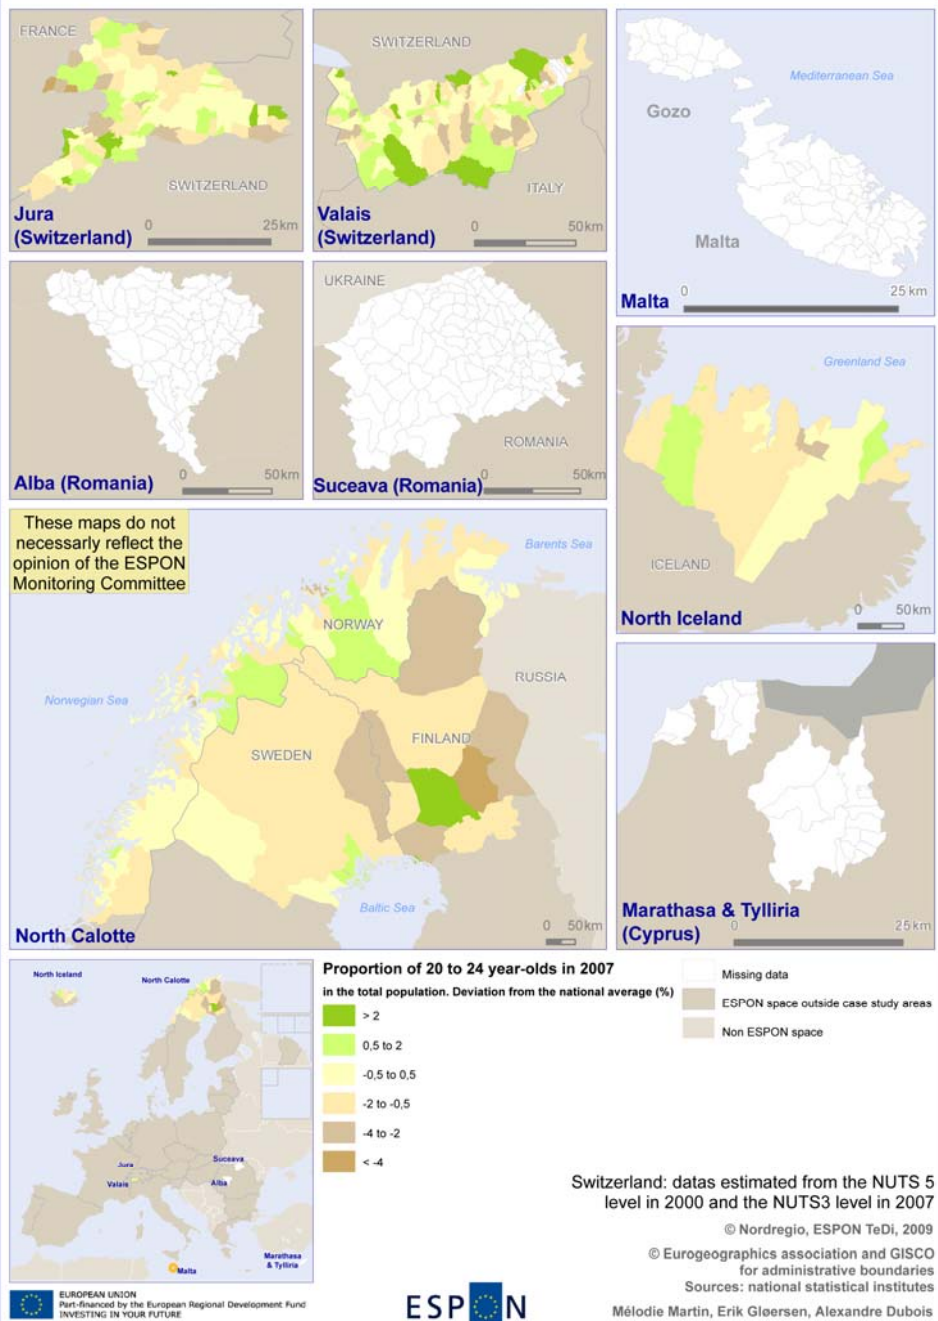 FRANCE
SWITZERLAND
Jura
(Switzerland)
0 25km
SWITZERLAND
ITALY
Valais
(Switzerland)
0 50km
Mediterranean Sea
Gozo
Malta
Malta
0 25 km
Alba (Romania)
0 50km
UKRAINE
ROMANIA
Suceava (Romania)
0 50km
Greenland Sea
ICELAND
North Iceland
0 50km
These maps do not
necessarly reflect the
opinion of the ESPON
Monitoring Committee
Barents Sea
NORWAY
RUSSIA
Norwegian Sea
SWEDEN
FINLAND
Baltic Sea
North Calotte
0 50km
Marathasa & Tylliria
(Cyprus)
0 25km
North Iceland
North Calotte
Jura
Valais
Suceava
Alba
Marathasa
& Tylliria
Malta
Proportion of 20 to 24 year-olds in 2007
in the total population. Deviation from the national average (%)
> 2
0,5 to 2
-0,5 to 0,5
-2 to -0,5
-4 to -2
< -4
Missing data
ESPON space outside case study areas
Non ESPON space
Switzerland: datas estimated from the NUTS 5
level in 2000 and the NUTS3 level in 2007
© Nordregio, ESPON TeDi, 2009
© Eurogeographics association and GISCO
for administrative boundaries
Sources: national statistical institutes
Mélodie Martin, Erik Gløersen, Alexandre Dubois
EUROPEAN UNION
Part-financed by the European Regional Development Fund
INVESTING IN YOUR FUTURE
ESPON